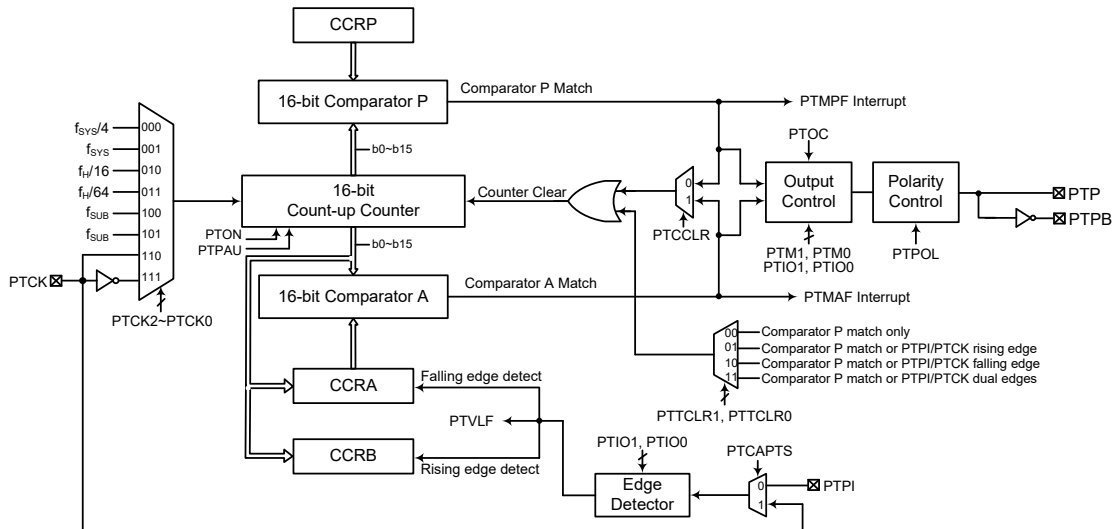 CCRP
16-bit Comparator P
Comparator P Match
PTMPF Interrupt
b0~b15
fSYS/4
fSYS
fH/16
fH/64
fSUB
fSUB
000
001
010
011
100
101
110
111
PTCK
PTCK2~PTCK0
16-bit
Count-up Counter
PTON
PTPAU
Counter Clear
0
1
PTCCLR
PTOC
Output
Control
PTM1, PTM0
PTIO1, PTIO0
Polarity
Control
PTPOL
PTP
PTPB
b0~b15
16-bit Comparator A
Comparator A Match
PTMAF Interrupt
00
01
10
11
Comparator P match only
Comparator P match or PTPI/PTCK rising edge
Comparator P match or PTPI/PTCK falling edge
Comparator P match or PTPI/PTCK dual edges
PTTCLR1, PTTCLR0
CCRA
Falling edge detect
PTVLF
CCRB
Rising edge detect
PTIO1, PTIO0
Edge
Detector
PTCAPTS
0
1
PTPI